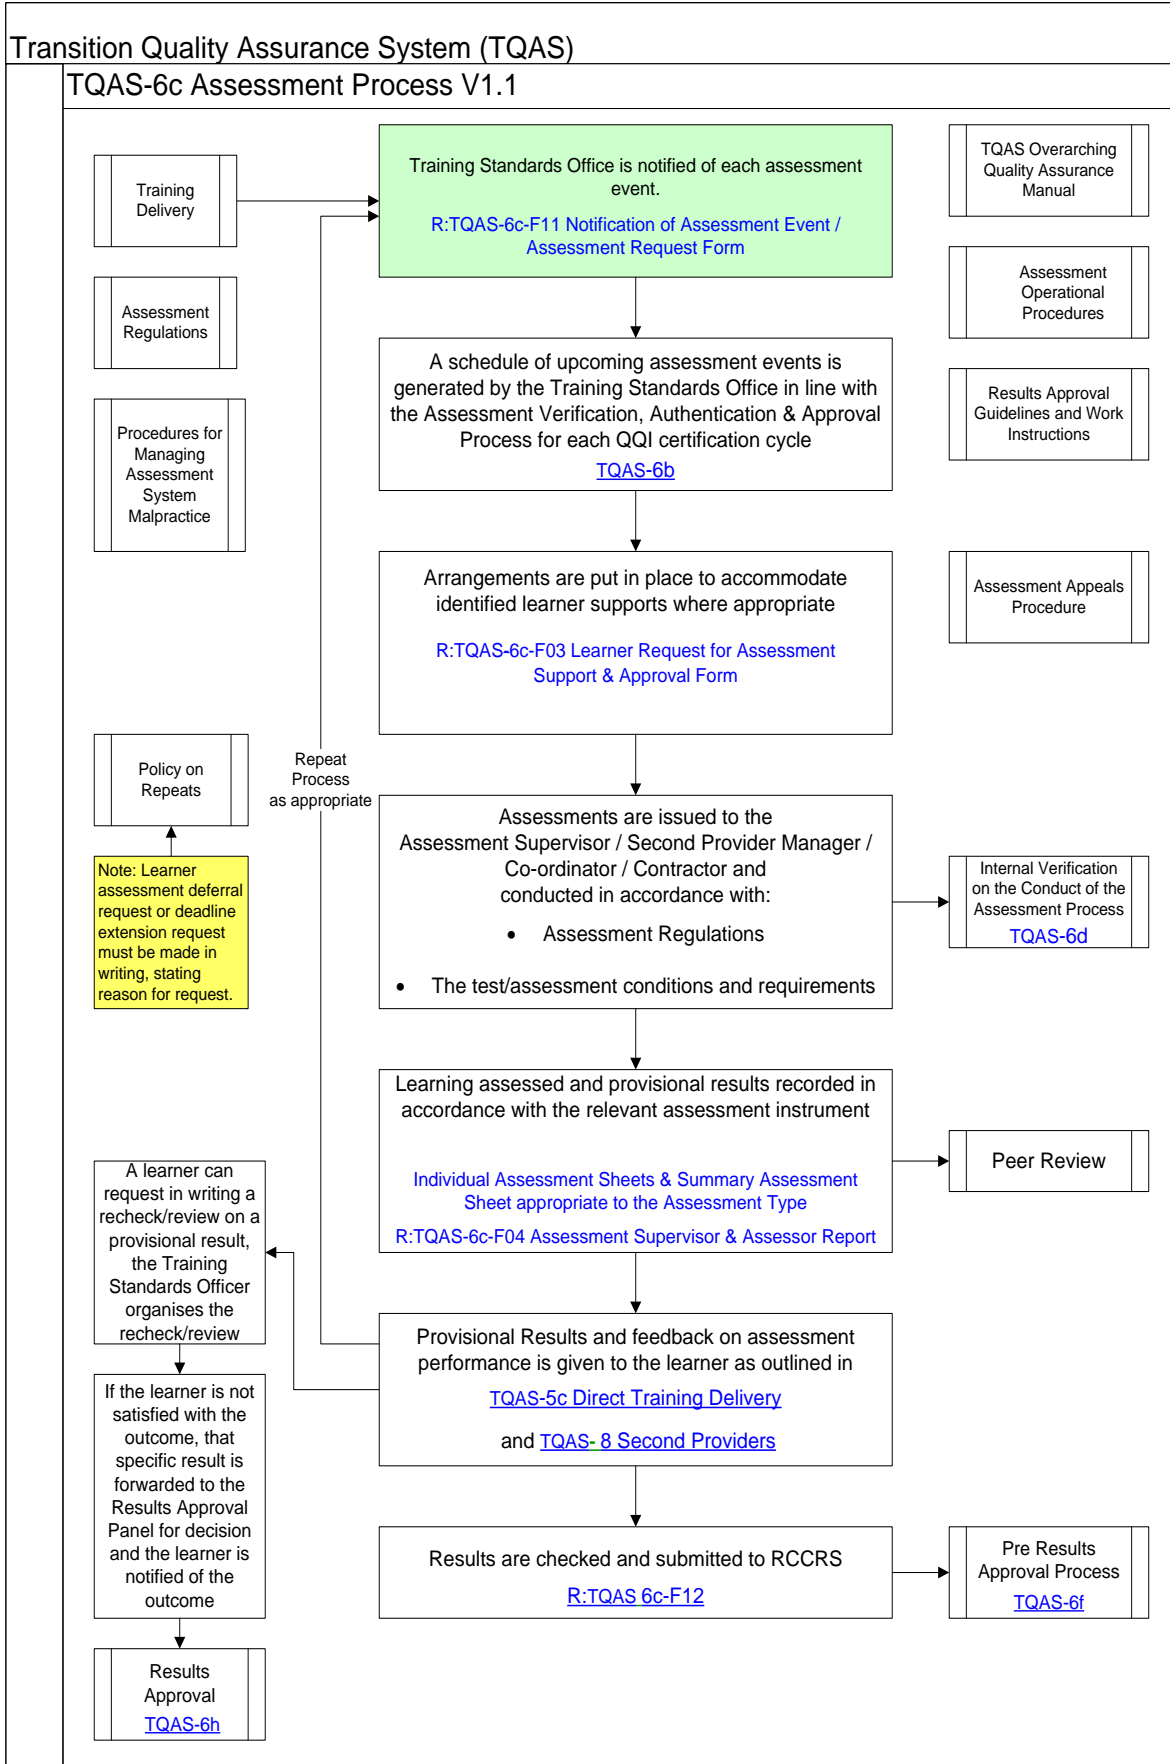 Transition Quality Assurance System (TQAS)
TQAS-6c Assessment Process V1.1
Training
Delivery
Training Standards Office is notified of each assessment
event.
R:TQAS-6c-F11 Notification of Assessment Event /
Assessment Request Form
TQAS Overarching
Quality Assurance
Manual
Assessment
Regulations
Assessment
Operational
Procedures
A schedule of upcoming assessment events is
generated by the Training Standards Office in line with
the Assessment Verification, Authentication & Approval
Process for each QQI certification cycle
TQAS-6b
Results Approval
Guidelines and Work
Instructions
Procedures for
Managing
Assessment
System
Malpractice
Arrangements are put in place to accommodate
identified learner supports where appropriate
R:TQAS-6c-F03 Learner Request for Assessment
Support & Approval Form
Assessment Appeals
Procedure
Policy on
Repeats
Repeat
Process
as appropriate
Note: Learner
assessment deferral
request or deadline
extension request
must be made in
writing, stating
reason for request.
Assessments are issued to the
Assessment Supervisor / Second Provider Manager /
Co-ordinator / Contractor and
conducted in accordance with:
• Assessment Regulations
• The test/assessment conditions and requirements
Internal Verification
on the Conduct of the
Assessment Process
TQAS-6d
Learning assessed and provisional results recorded in
accordance with the relevant assessment instrument
Individual Assessment Sheets & Summary Assessment
Sheet appropriate to the Assessment Type
R:TQAS-6c-F04 Assessment Supervisor & Assessor Report
Peer Review
A learner can
request in writing a
recheck/review on a
provisional result,
the Training
Standards Officer
organises the
recheck/review
Provisional Results and feedback on assessment
performance is given to the learner as outlined in
TQAS-5c Direct Training Delivery
and TQAS- 8 Second Providers
If the learner is not
satisfied with the
outcome, that
specific result is
forwarded to the
Results Approval
Panel for decision
and the learner is
notified of the
outcome
Results are checked and submitted to RCCRS
R:TQAS 6c-F12
Pre Results
Approval Process
TQAS-6f
Results
Approval
TQAS-6h